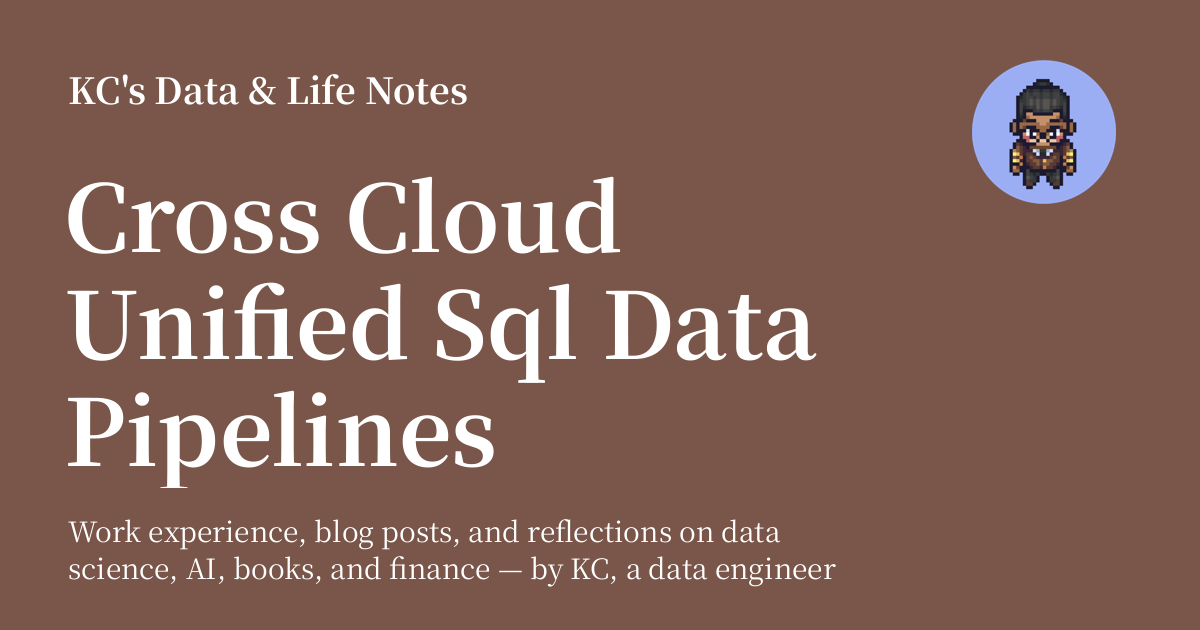 KC's Data & Life Notes
Cross Cloud
Unified Sql Data
Pipelines
Work experience, blog posts, and reflections on data
science, AI, books, and finance — by KC, a data engineer